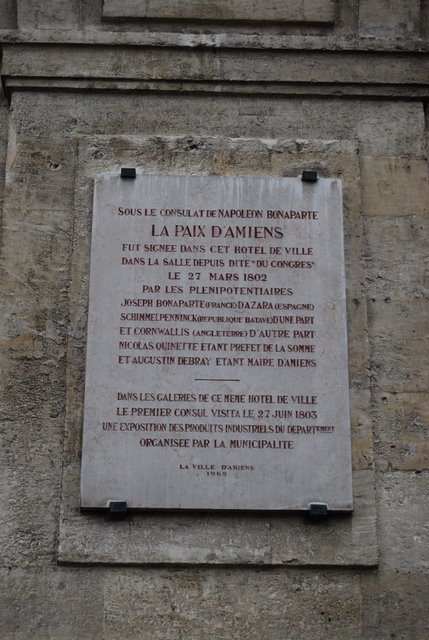 SOUS LE CONSULAT DE NAPOLEON BONAPARTE
LA PAIX D'AMIENS
FUT SIGNEE DANS CET HOTEL DE VILLE
DANS LA SALLE DEPUIS DITE "DU CONGRES"
LE 27 MARS 1802
PAR LES PLENIPOTENTIAIRES
JOSEPH BONAPARTE (FRANCE) DAZARA (ESPAGNE)
SCHIMMELPENNINCK (REPUBLIQUE BATAVE) D'UNE PART
ET CORNWALLIS (ANGLETERRE) D'AUTRE PART
NICOLAS QUINETTE ETANT PREFET DE LA SOMME
ET AUGUSTIN DEBRAY ETANT MAIRE D'AMIENS
DANS LES GALERIES DE CE MEME HOTEL DE VILLE
LE PREMIER CONSUL VISITA LE 27 JUIN 1803
UNE EXPOSITION DES PRODUITS INDUSTRIELS DU DEPARTEMENT
ORGANISEE PAR LA MUNICIPALITE
LA VILLE D'AMIENS
1962